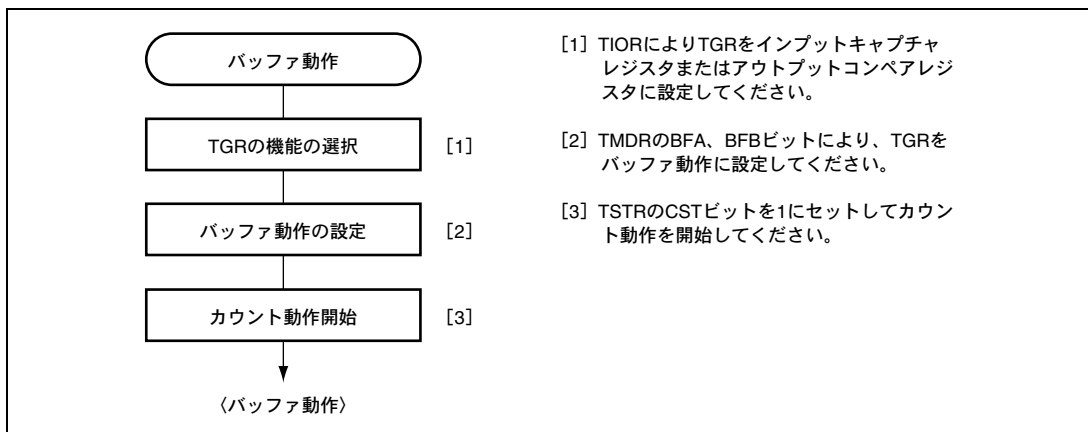 バッファ動作
TGRの機能の選択
[1]
バッファ動作の設定
[2]
カウント動作開始
[3]
〈バッファ動作〉
[1] TIORによりTGRをインプットキャプチャ
レジスタまたはアウトプットコンペアレジ
スタに設定してください。
[2] TMDRのBFA、BFBビットにより、TGRを
バッファ動作に設定してください。
[3] TSTRのCSTビットを1にセットしてカウン
ト動作を開始してください。